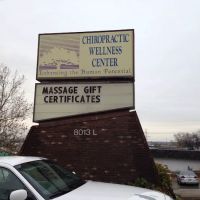 CHIROPRACTIC
WELLNESS
CENTER
Enhancing the Human Potential
MASSAGE GIFT
CERTIFICATES
8013 L